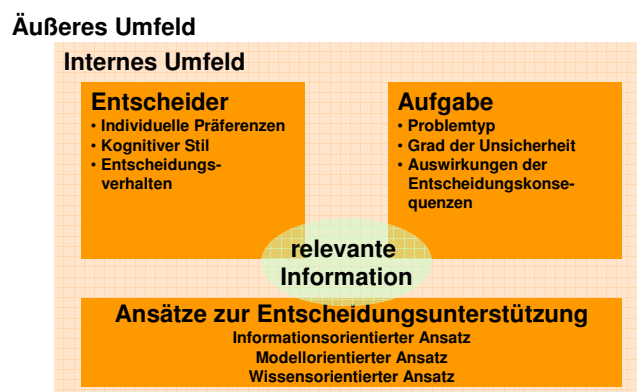 Äußeres Umfeld
Internes Umfeld
Entscheider
• Individuelle Präferenzen
• Kognitiver Stil
• Entscheidungs-
verhalten
Aufgabe
• Problemtyp
• Grad der Unsicherheit
• Auswirkungen der
Entscheidungskonse-
quenzen
relevante
Information
Ansätze zur Entscheidungsunterstützung
Informationsorientierter Ansatz
Modellorientierter Ansatz
Wissensorientierter Ansatz